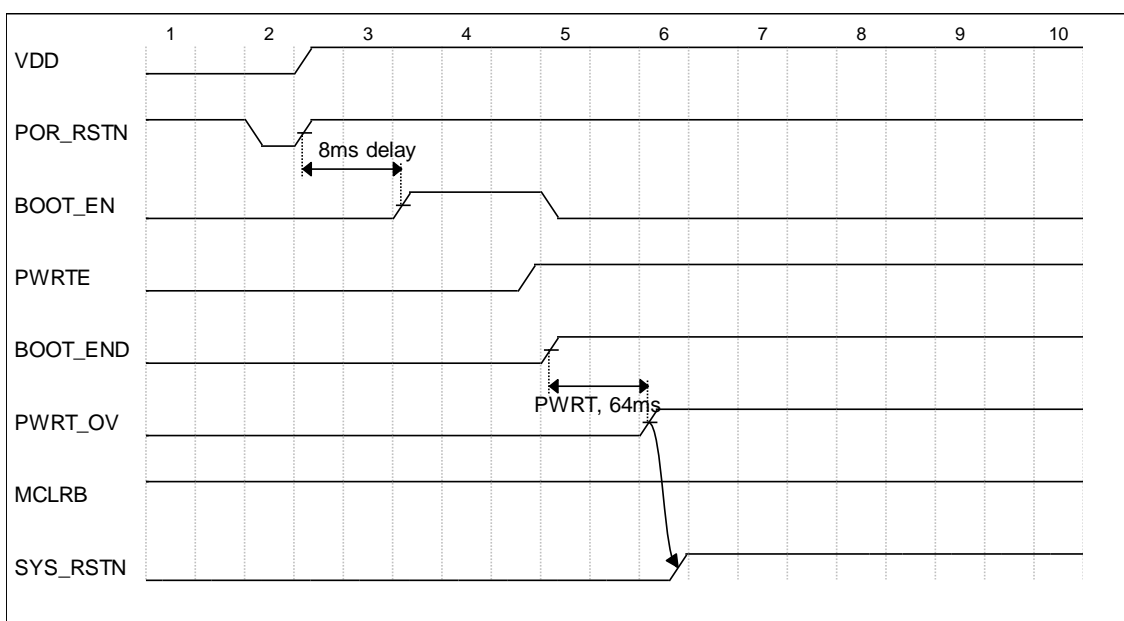 1 2 3 4 5 6 7 8 9 10
VDD
POR_RSTN
8ms delay
BOOT_EN
PWRTE
BOOT_END
PWRT, 64ms
PWRT_OV
MCLRB
SYS_RSTN